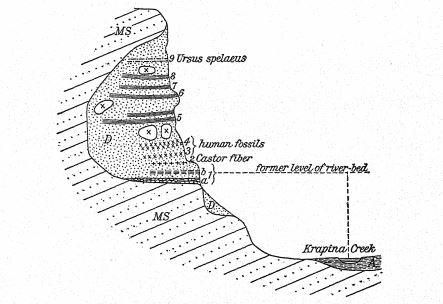 MS
9 Ursus spelaeus
x
8
7
6
x
5
D
x x
4
3
human fossils
2 Castor fiber
b
a
1
former level of river-bed
MS
D
Krapina Creek
A